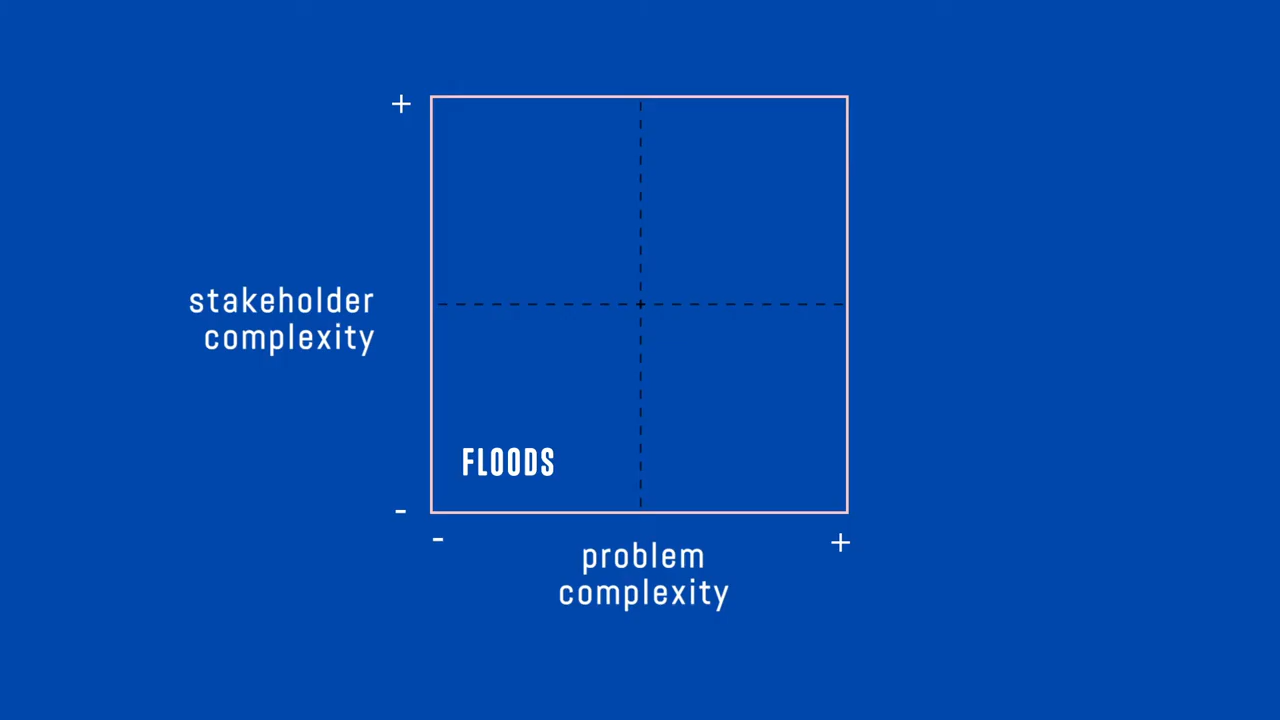 +
stakeholder
complexity
FLOODS
-
-
+
problem
complexity